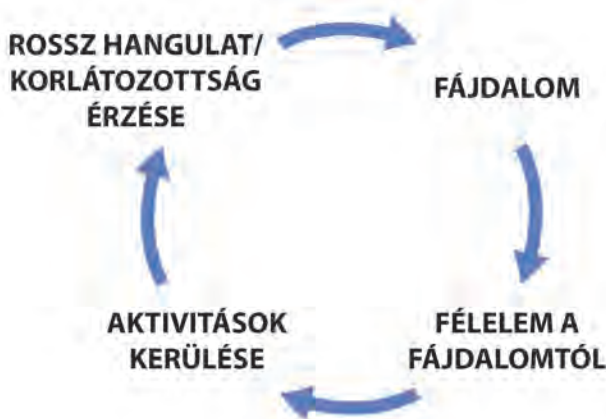 ROSSZ HANGULAT/
KORLÁTOZOTTSÁG
ÉRZÉSE
FÁJDALOM
FÉLELEM A
FÁJDALOMTÓL
AKTIVITÁSOK
KERÜLÉSE